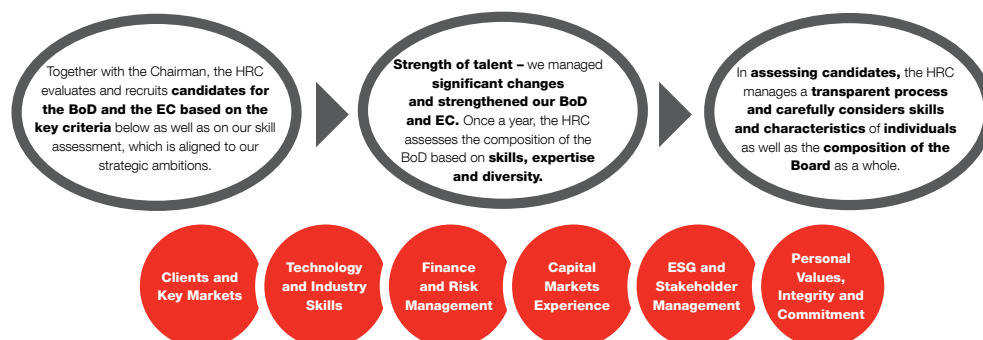 Together with the Chairman, the HRC
evaluates and recruits candidates for
the BoD and the EC based on the
key criteria below as well as on our skill
assessment, which is aligned to our
strategic ambitions.
Strength of talent – we managed
significant changes
and strengthened our BoD
and EC. Once a year, the HRC
assesses the composition of the
BoD based on skills, expertise
and diversity.
In assessing candidates, the HRC
manages a transparent process
and carefully considers skills
and characteristics of individuals
as well as the composition of the
Board as a whole.
Clients and
Key Markets
Technology
and Industry
Skills
Finance
and Risk
Management
Capital
Markets
Experience
ESG and
Stakeholder
Management
Personal
Values,
Integrity and
Commitment